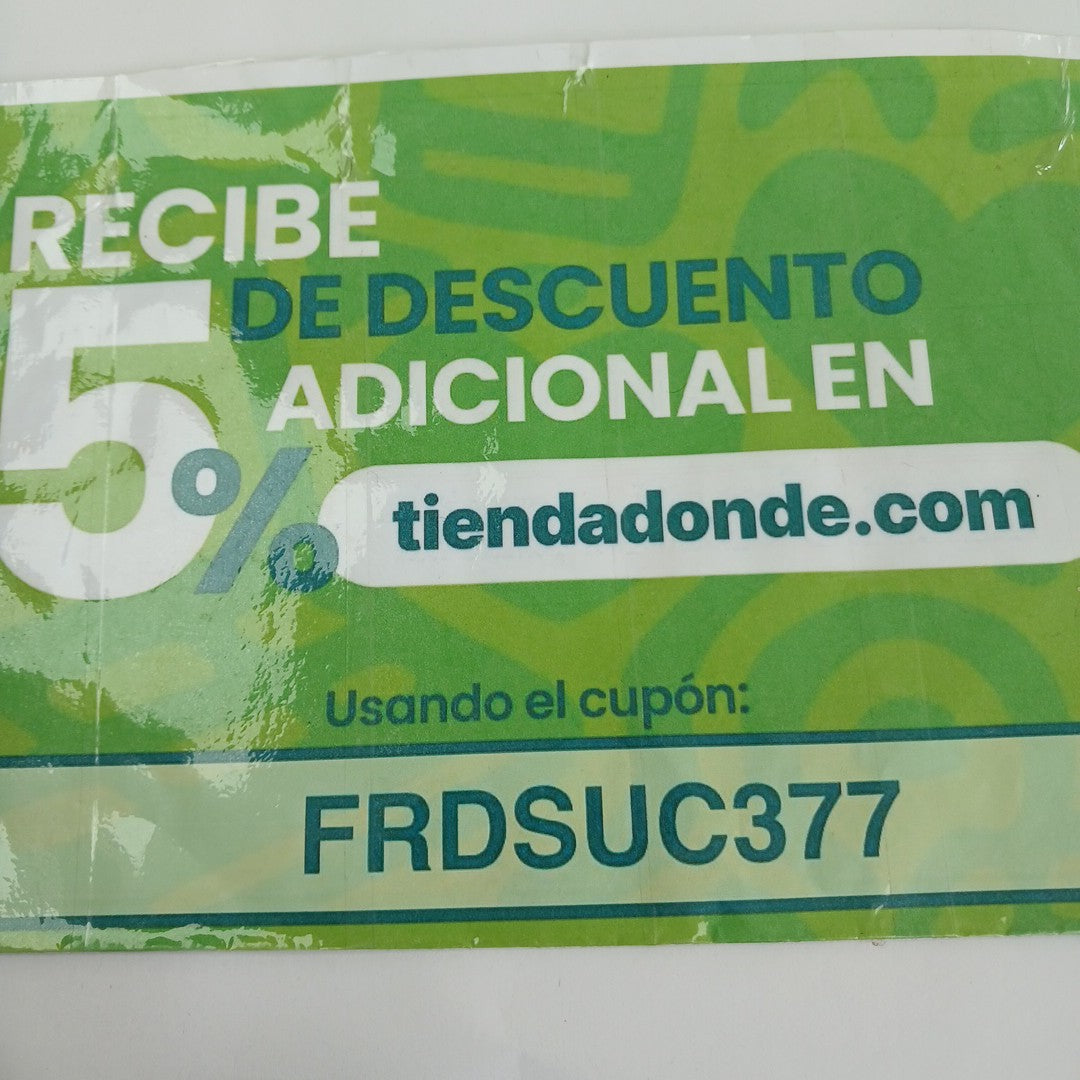 RECIBE
5% DE DESCUENTO
ADICIONAL EN
tiendadonde.com
Usando el cupón:
FRDSUC377